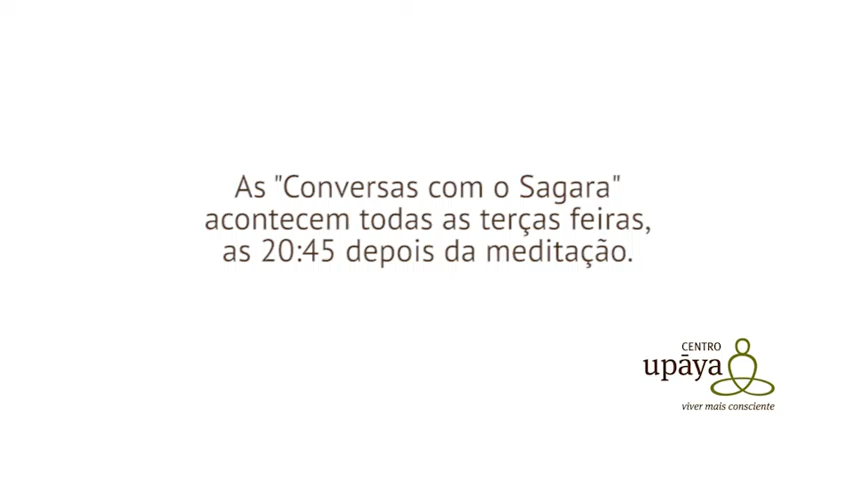 As "Conversas com o Sagara"
acontecem todas as terças feiras,
as 20:45 depois da meditação.
CENTRO
upāya
viver mais consciente